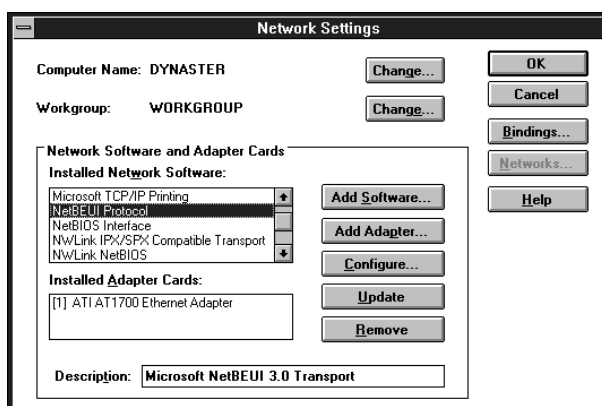 Network Settings
Computer Name: DYNASTER
Change...
Workgroup: WORKGROUP
Change...
OK
Cancel
Bindings...
Networks...
Help
Network Software and Adapter Cards
Installed Network Software:
Microsoft TCP/IP Printing
NetBEUI Protocol
NetBIOS Interface
NWLink IPX/SPX Compatible Transport
NWLink NetBIOS
Add Software...
Add Adapter...
Configure...
Update
Remove
Installed Adapter Cards:
[1] ATI AT1700 Ethernet Adapter
Description: Microsoft NetBEUI 3.0 Transport